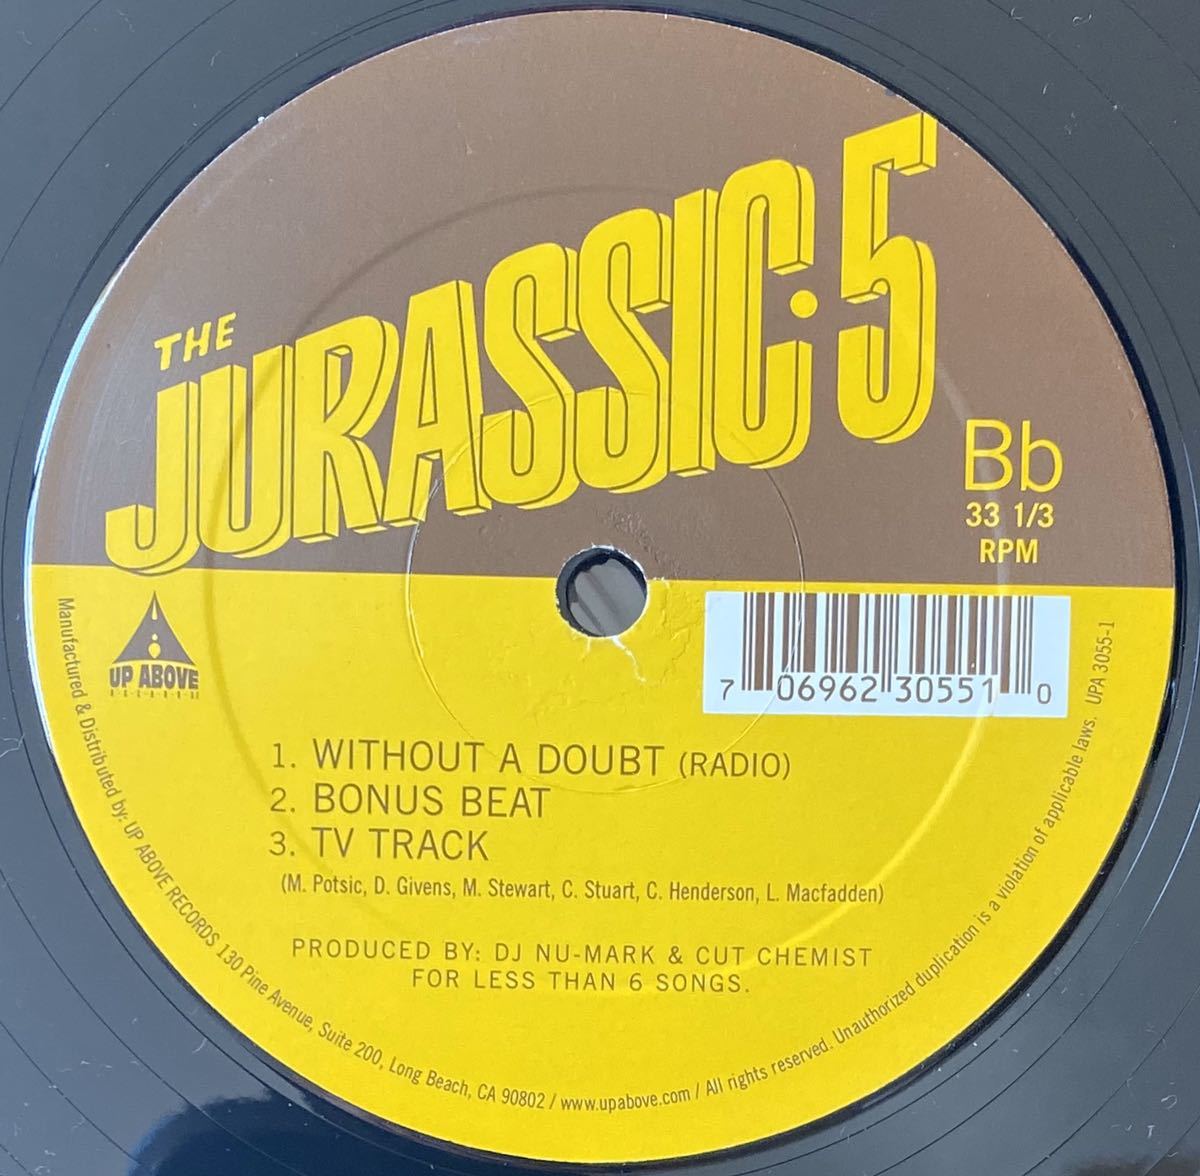 THE
JURASSIC·5
Bb
33 1/3
RPM
UP ABOVE
RECORDS
7 06962 30551 0
1. WITHOUT A DOUBT (RADIO)
2. BONUS BEAT
3. TV TRACK
(M. Potsic, D. Givens, M. Stewart, C. Stuart, C. Henderson, L. Macfadden)
PRODUCED BY: DJ NU-MARK & CUT CHEMIST
FOR LESS THAN 6 SONGS.
Manufactured & Distributed by: UP ABOVE RECORDS 130 Pine Avenue, Suite 200, Long Beach, CA 90802 / www.upabove.com / All rights reserved. Unauthorized duplication is a violation of applicable laws. UPA 3055-1